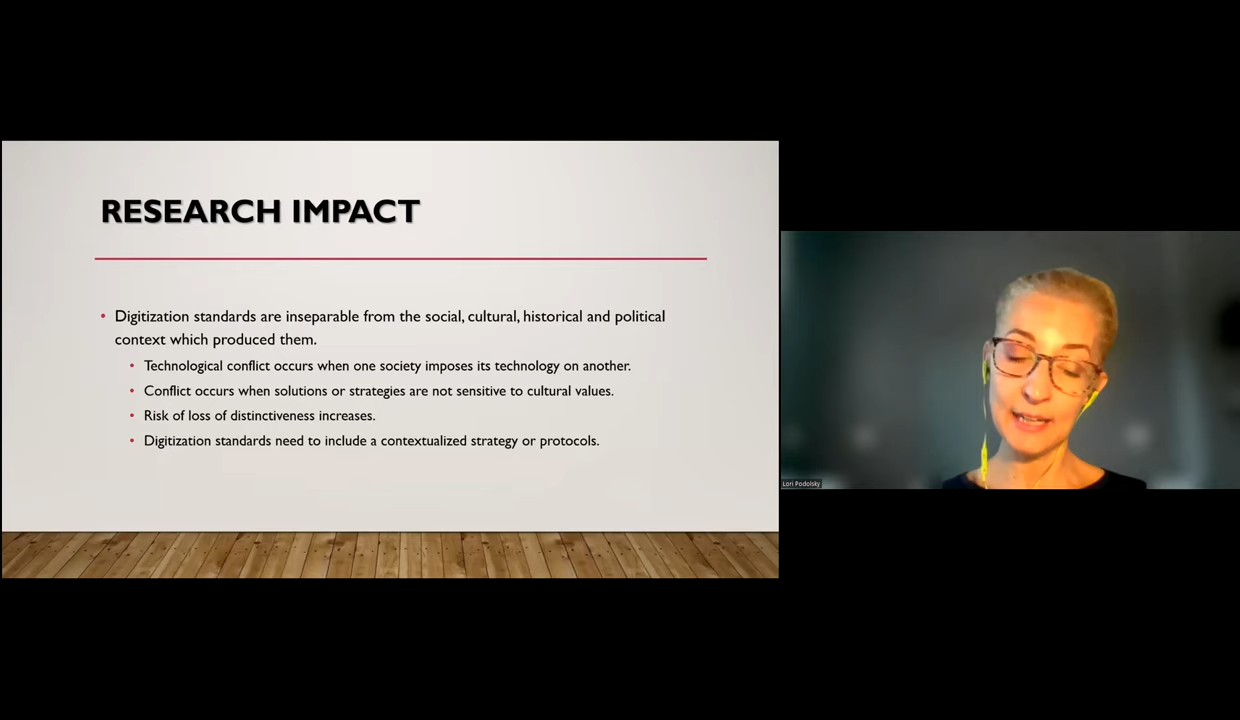 RESEARCH IMPACT
• Digitization standards are inseparable from the social, cultural, historical and political
context which produced them.
• Technological conflict occurs when one society imposes its technology on another.
• Conflict occurs when solutions or strategies are not sensitive to cultural values.
• Risk of loss of distinctiveness increases.
• Digitization standards need to include a contextualized strategy or protocols.
Lori Podolsky